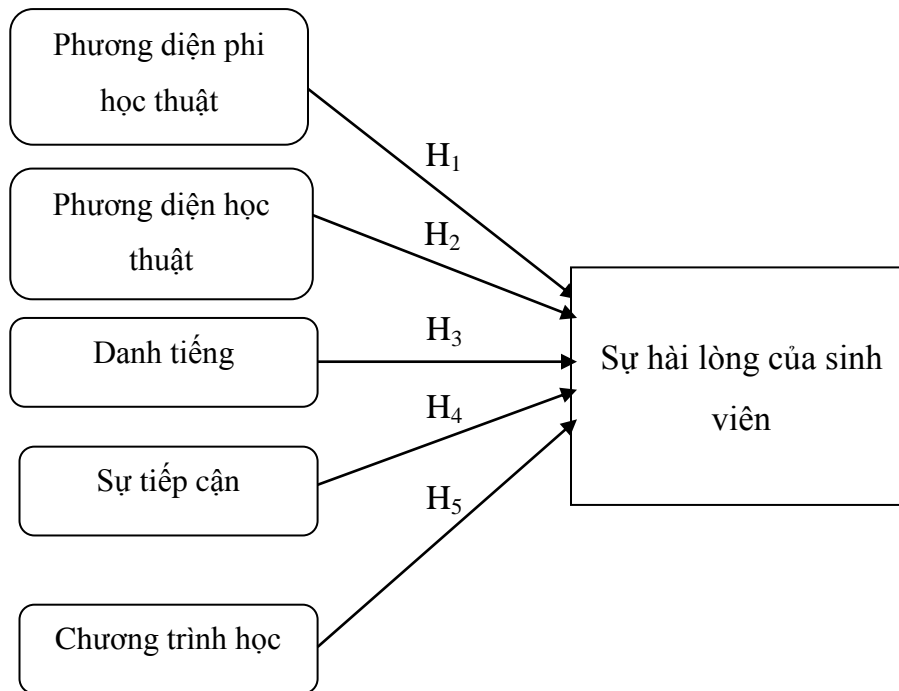 Phương diện phi
học thuật
H₁
Phương diện học
thuật
H₂
Danh tiếng
H₃
Sự hài lòng của sinh
viên
Sự tiếp cận
H₄
H₅
Chương trình học